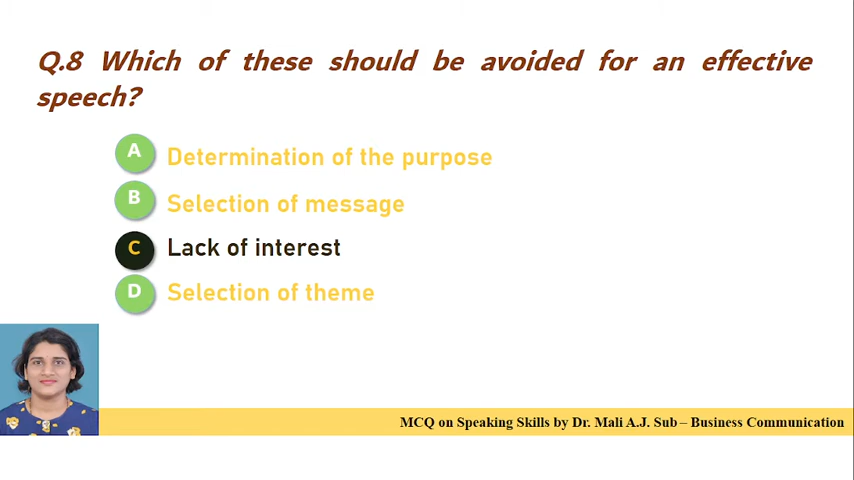 Q.8 Which of these should be avoided for an effective
speech?
A Determination of the purpose
B Selection of message
C Lack of interest
D Selection of theme
MCQ on Speaking Skills by Dr. Mali A.J. Sub – Business Communication